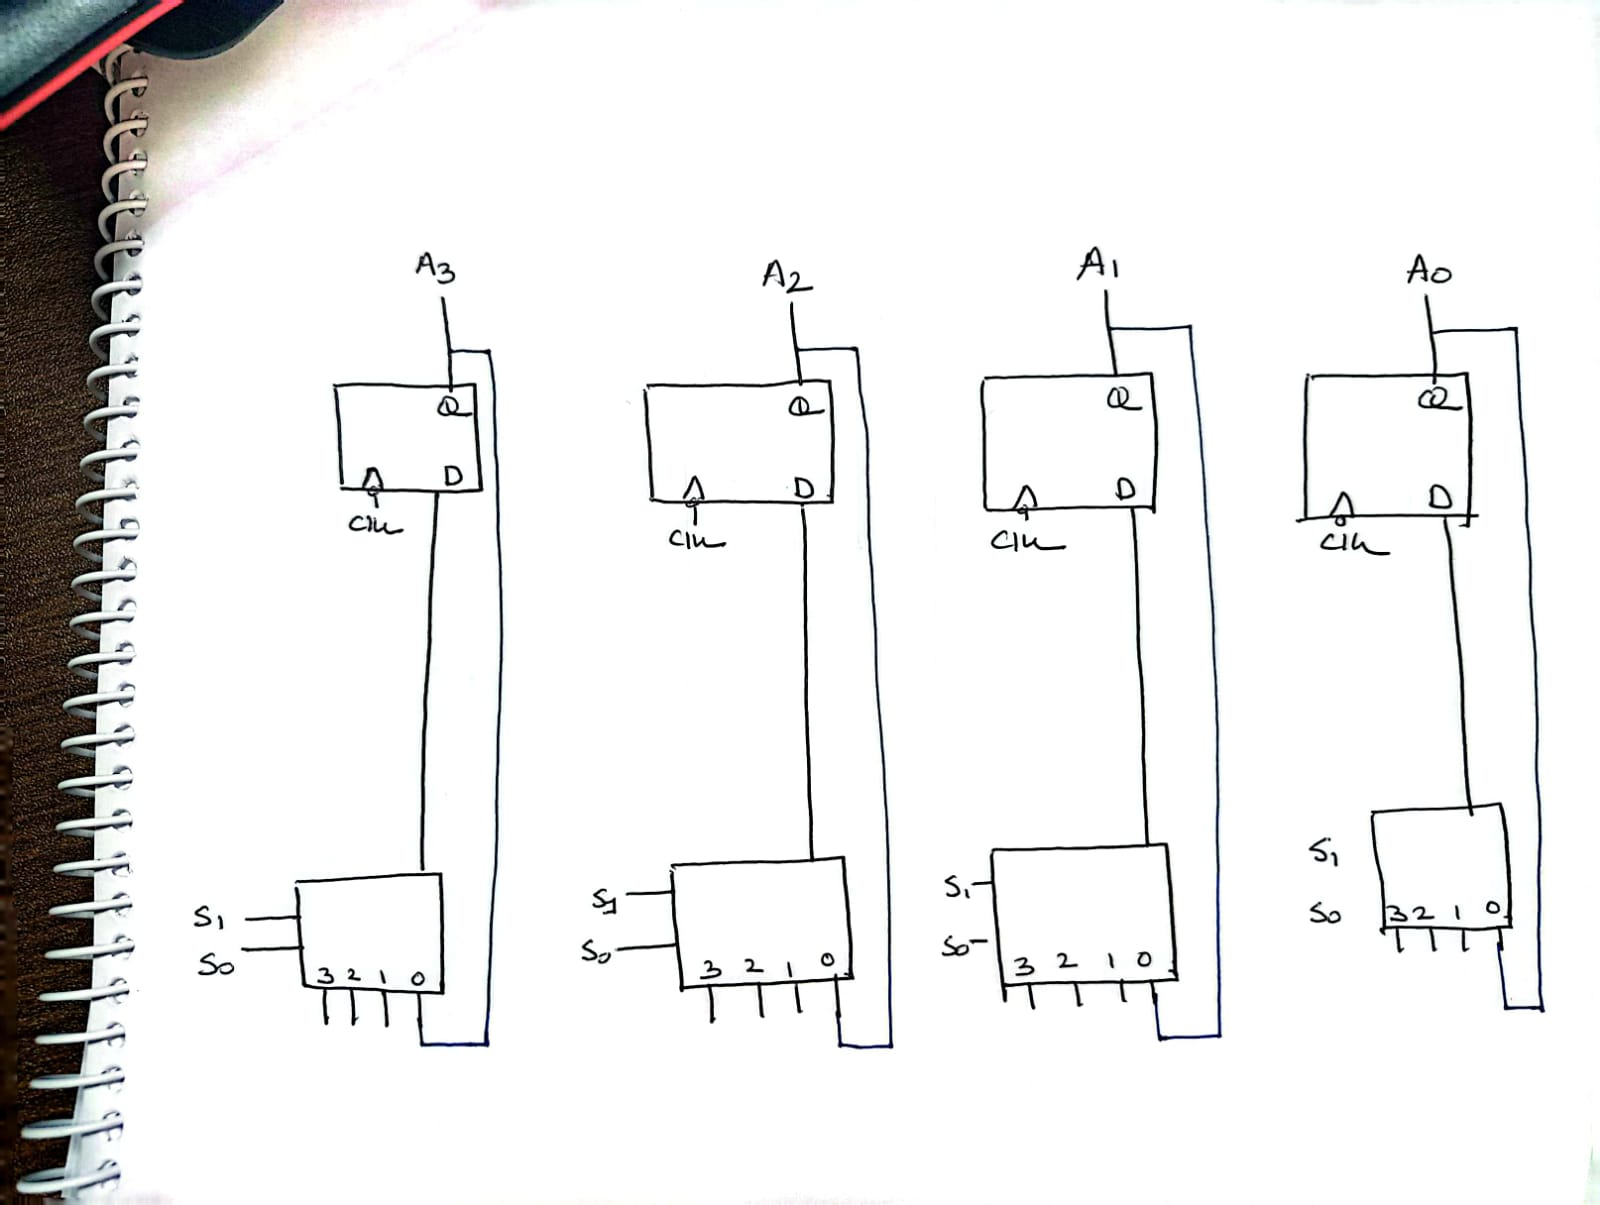 A3 A2 A1 A0
Q Q Q Q
D D D D
Clk Clk Clk Clk
S1 S1 S1 S1
S0 S0 S0 S0
3 2 1 0 3 2 1 0 3 2 1 0 3 2 1 0